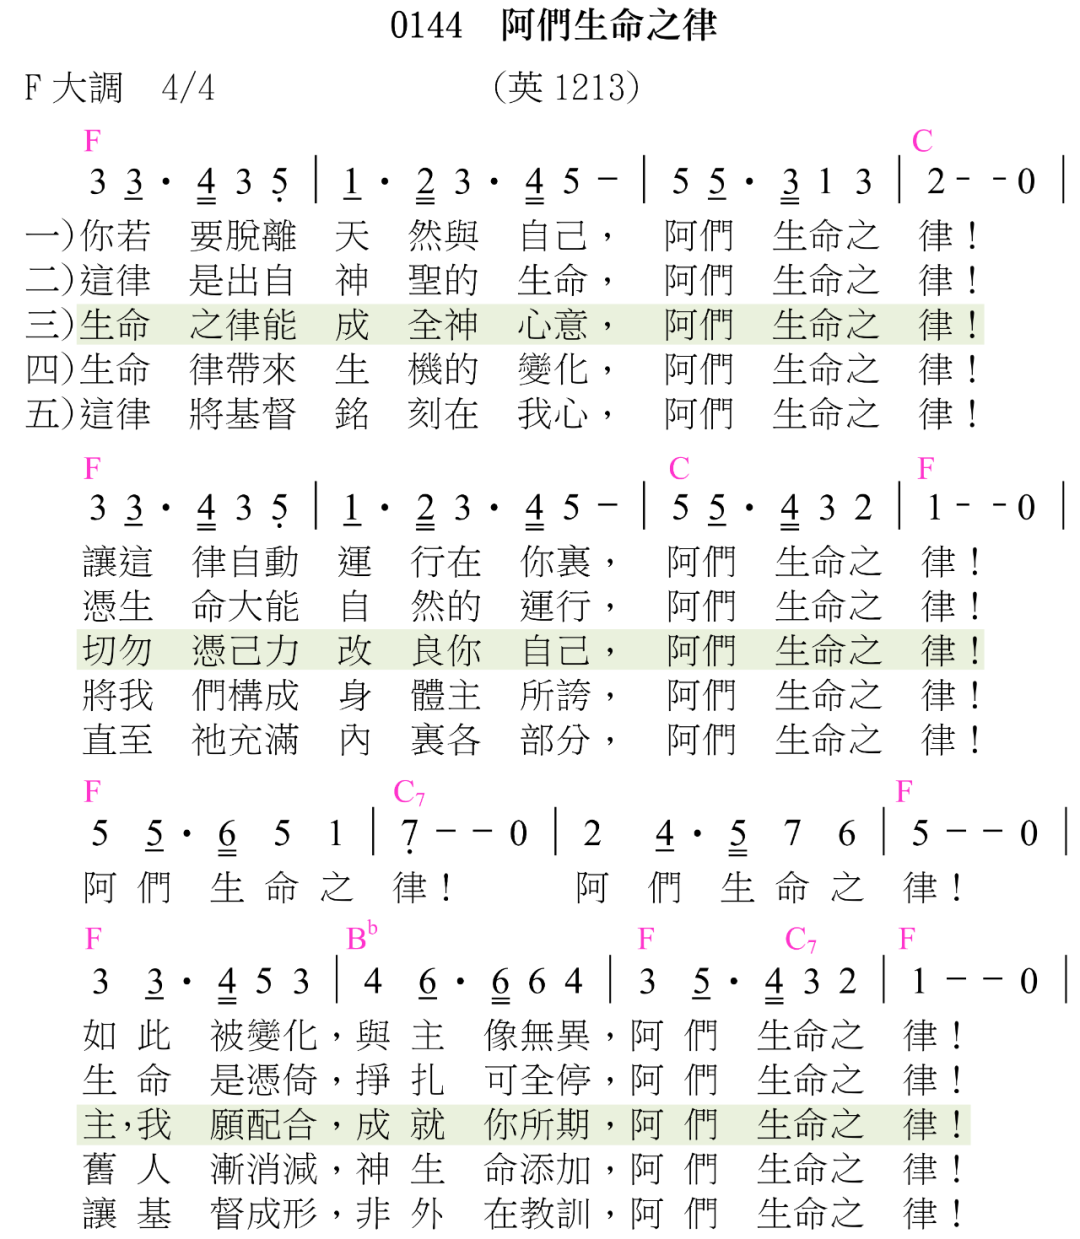 0144 阿們生命之律
F 大調 4/4 (英 1213)
F C
3 3 · 4 3 5 | 1 · 2 3 · 4 5 – | 5 5 · 3 1 3 | 2 - - 0 |
一)你若 要脫離 天 然與 自己， 阿們 生命之 律！
二)這律 是出自 神 聖的 生命， 阿們 生命之 律！
三)生命 之律能 成 全神 心意， 阿們 生命之 律！
四)生命 律帶來 生 機的 變化， 阿們 生命之 律！
五)這律 將基督 銘 刻在 我心， 阿們 生命之 律！
F C F
3 3 · 4 3 5 | 1 · 2 3 · 4 5 – | 5 5 · 4 3 2 | 1 - - 0 |
讓這 律自動 運 行在 你裏， 阿們 生命之 律！
憑生 命大能 自 然的 運行， 阿們 生命之 律！
切勿 憑己力 改 良你 自己， 阿們 生命之 律！
將我 們構成 身 體主 所誇， 阿們 生命之 律！
直至 祂充滿 內 裏各 部分， 阿們 生命之 律！
F C7 F
5 5 · 6 5 1 | 7 – – 0 | 2 4 · 5 7 6 | 5 – – 0 |
阿 們 生 命 之 律！ 阿 們 生 命 之 律！
F Bb F C7 F
3 3 · 4 5 3 | 4 6 · 6 6 4 | 3 5 · 4 3 2 | 1 – – 0 |
如 此 被變化，與 主 像無異，阿 們 生命之 律！
生 命 是憑倚，掙 扎 可全停，阿 們 生命之 律！
主，我 願配合，成 就 你所期，阿 們 生命之 律！
舊 人 漸消減，神 生 命添加，阿 們 生命之 律！
讓 基 督成形，非 外 在教訓，阿 們 生命之 律！